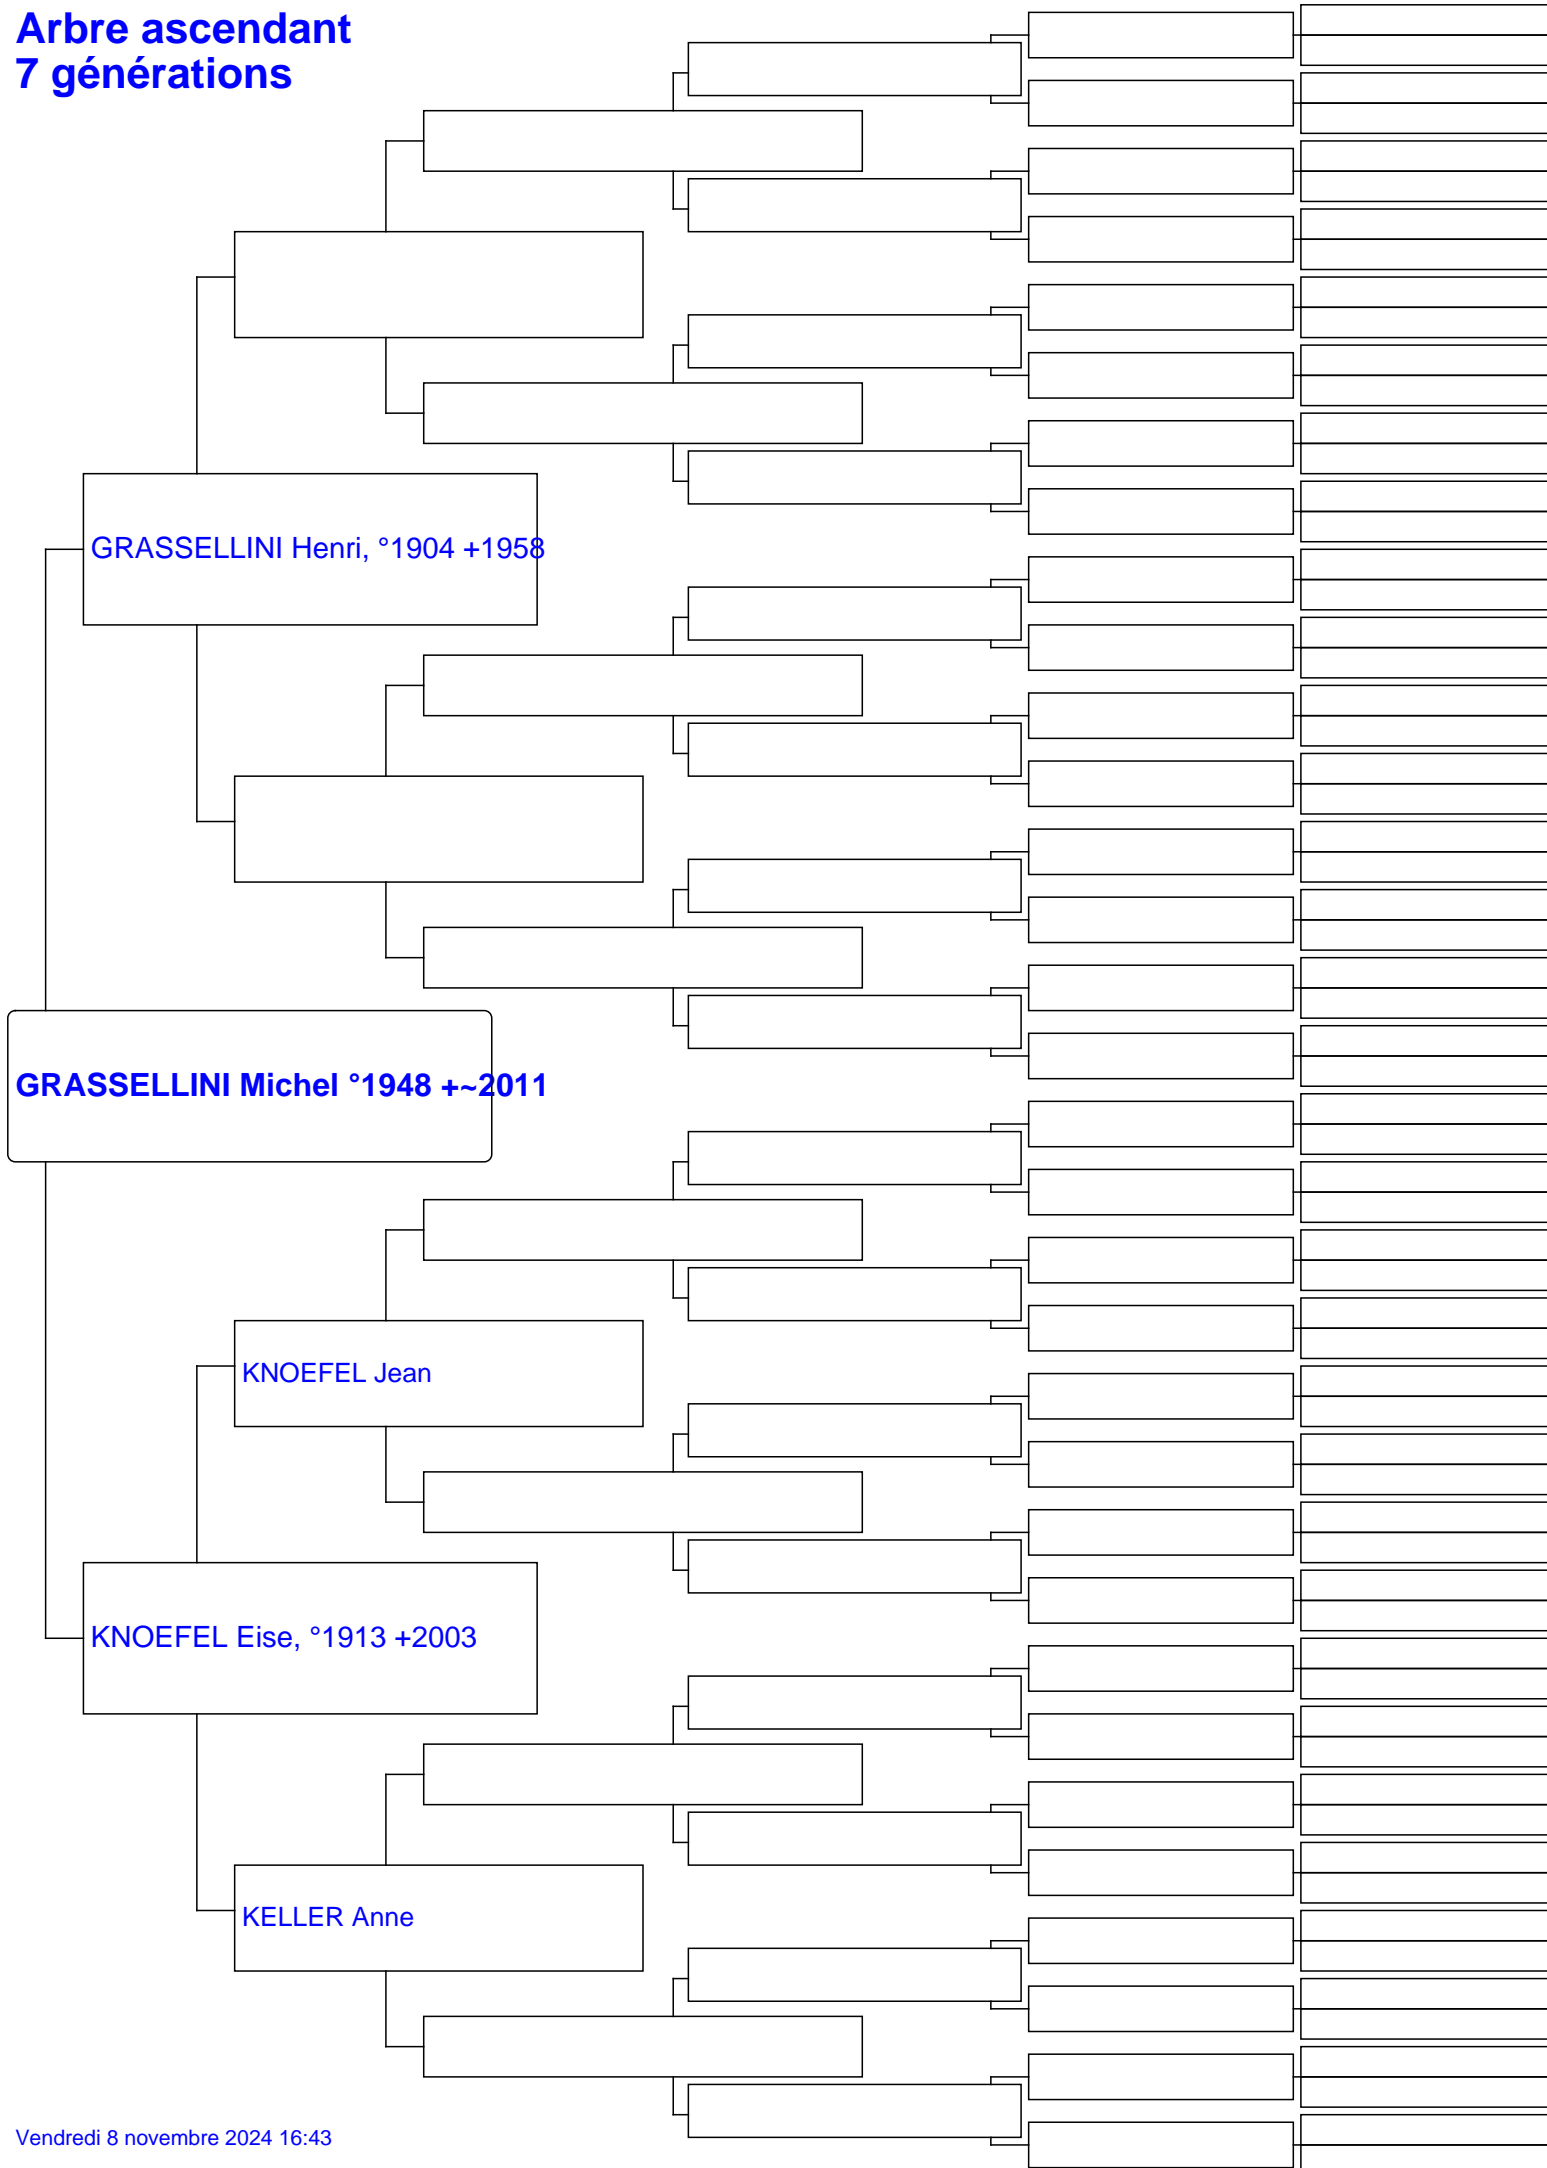 Arbre ascendant
7 générations
GRASSELLINI Henri, °1904 +1958
GRASSELLINI Michel °1948 +~2011
KNOEFEL Jean
KNOEFEL Eise, °1913 +2003
KELLER Anne
Vendredi 8 novembre 2024 16:43